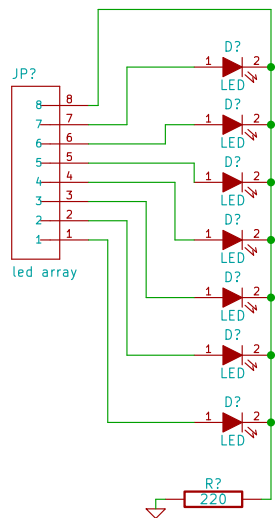 D?
1 2
LED
JP?
8 8
7 7
6 6
5 5
4 4
3 3
2 2
1 1
led array
D?
1 2
LED
D?
1 2
LED
D?
1 2
LED
D?
1 2
LED
D?
1 2
LED
D?
1 2
LED
R?
220